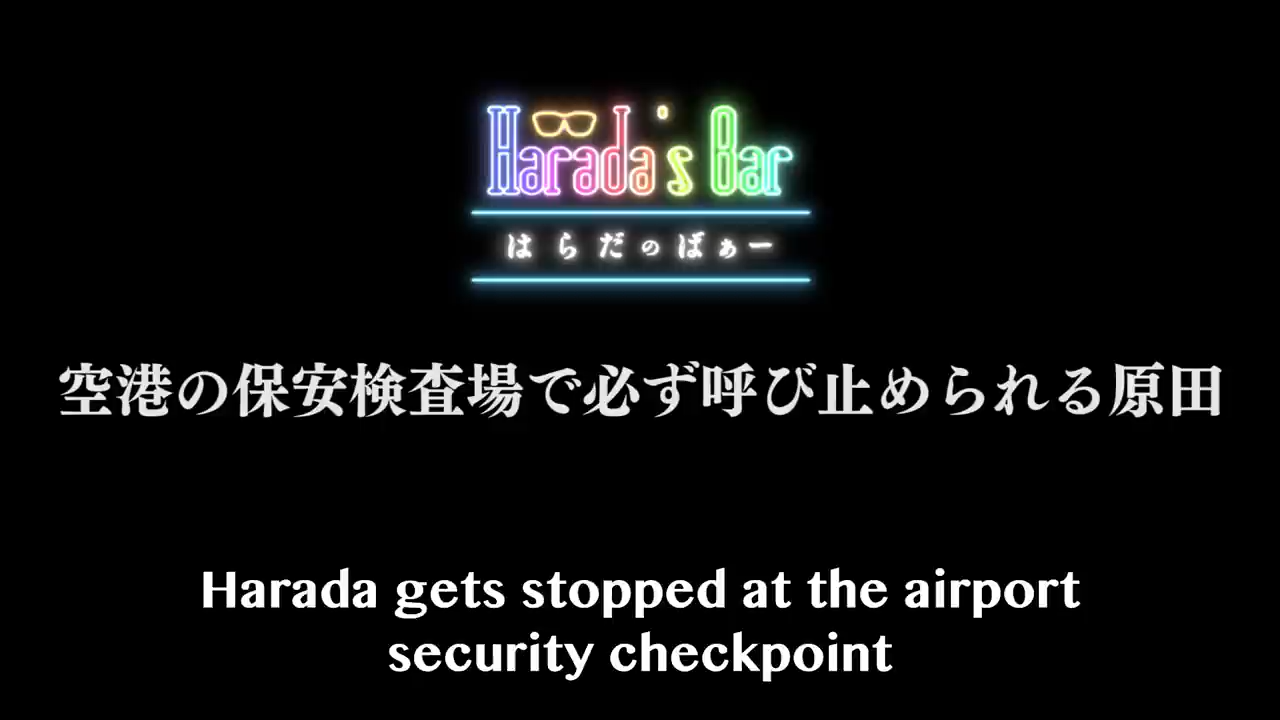 Harada's Bar
はらだのばぁー
空港の保安検査場で必ず呼び止められる原田
Harada gets stopped at the airport
security checkpoint